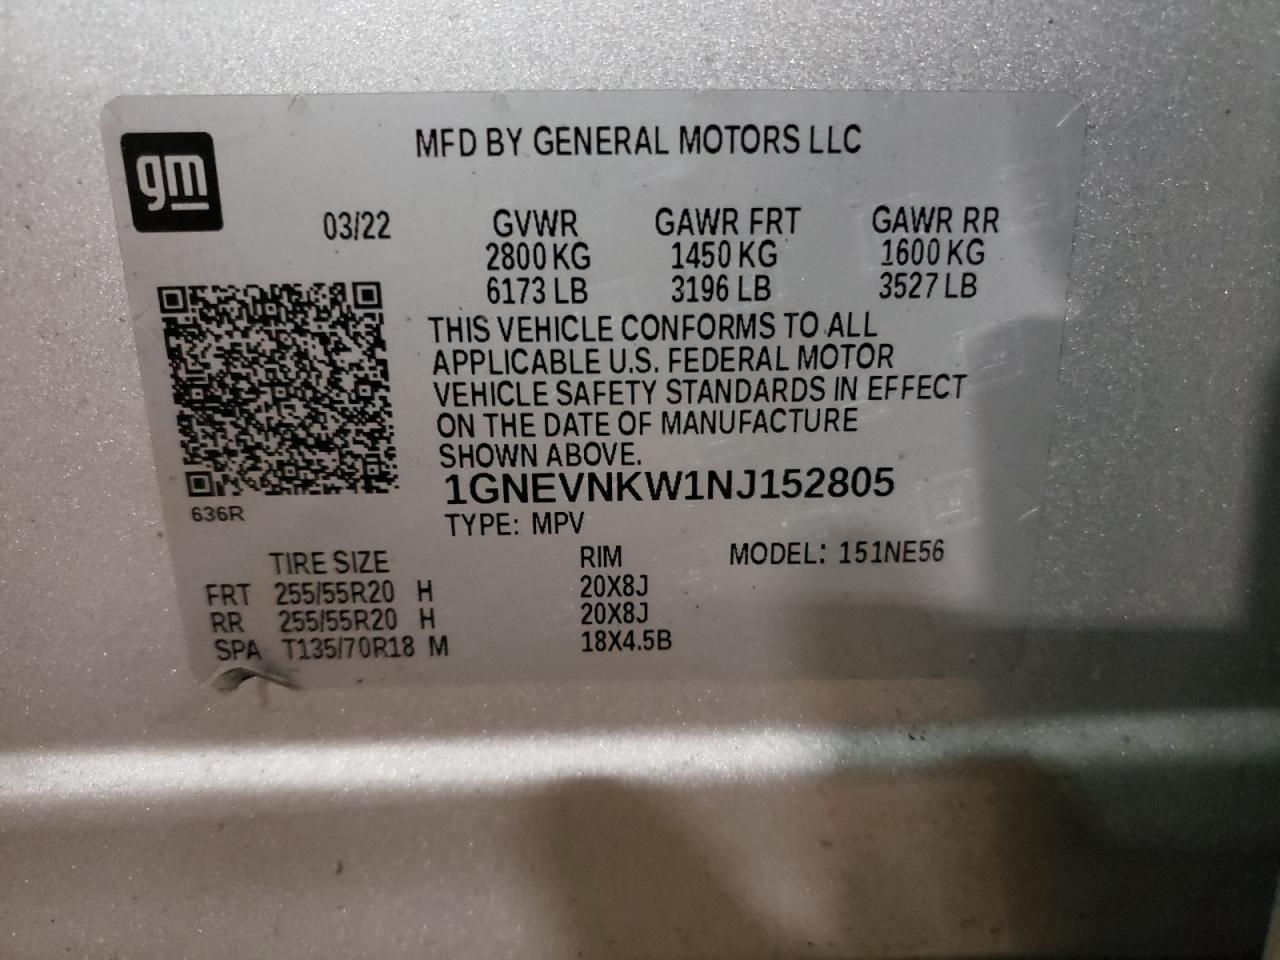 gm
MFD BY GENERAL MOTORS LLC
03/22 GVWR GAWR FRT GAWR RR
2800 KG 1450 KG 1600 KG
6173 LB 3196 LB 3527 LB
THIS VEHICLE CONFORMS TO ALL
APPLICABLE U.S. FEDERAL MOTOR
VEHICLE SAFETY STANDARDS IN EFFECT
ON THE DATE OF MANUFACTURE
SHOWN ABOVE.
1GNEVNKW1NJ152805
636R
TYPE: MPV
TIRE SIZE RIM MODEL: 151NE56
FRT 255/55R20 H 20X8J
RR 255/55R20 H 20X8J
SPA T135/70R18 M 18X4.5B